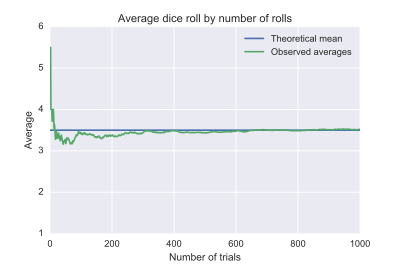 Average dice roll by number of rolls
6
Theoretical mean
Observed averages
5
4
Average
3
2
1
0 200 400 600 800 1000
Number of trials